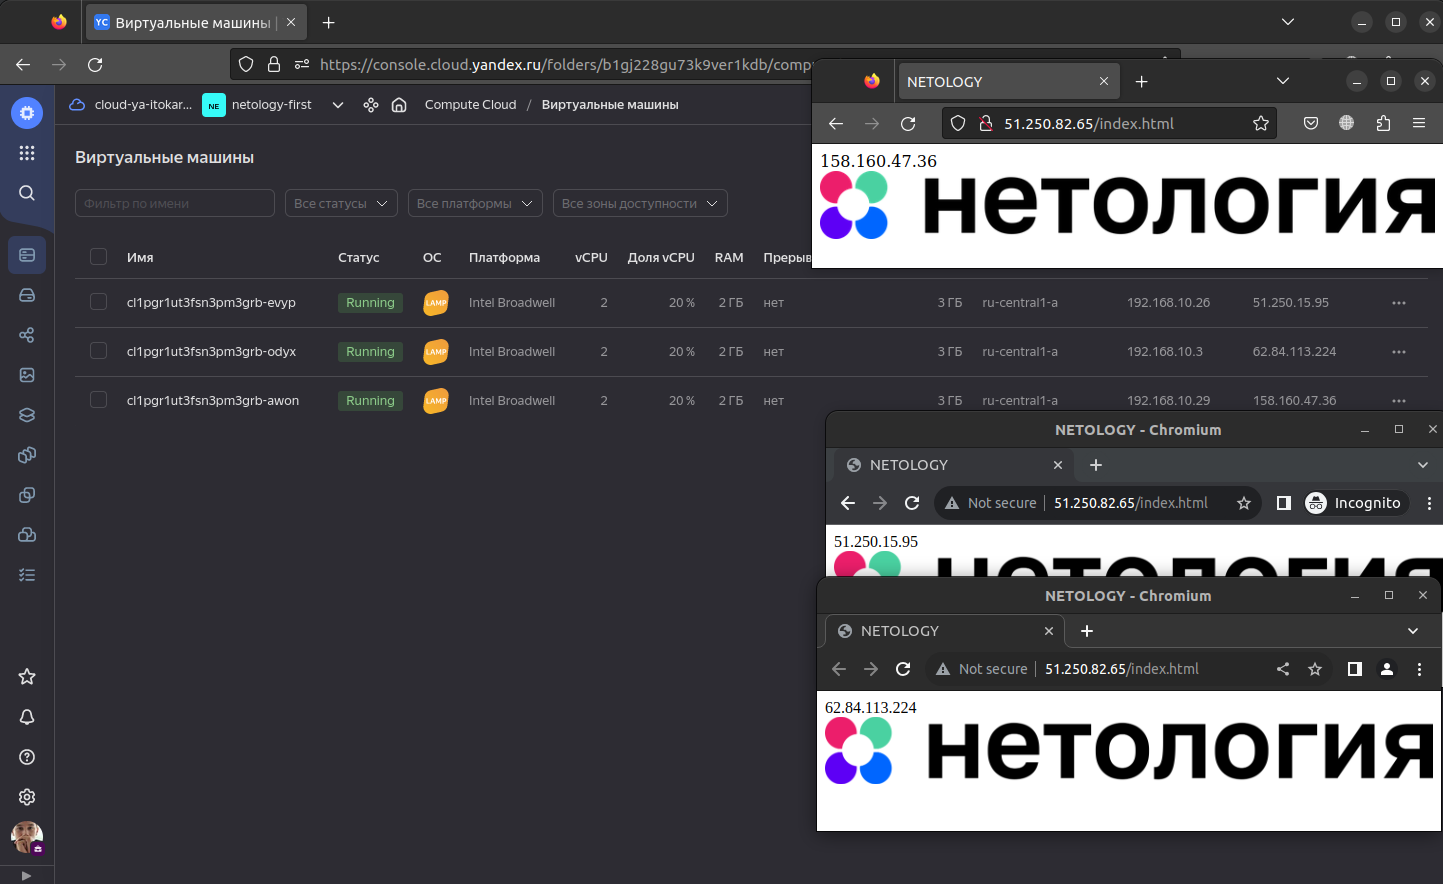 YC Виртуальные машины |
https://console.cloud.yandex.ru/folders/b1gj228gu73k9ver1kdb/compu
cloud-ya-itokar... NE netology-first Compute Cloud / Виртуальные машины
Виртуальные машины
Фильтр по имени Все статусы Все платформы Все зоны доступности
Имя Статус ОС Платформа vCPU Доля vCPU RAM Прерыв
cl1pgr1ut3fsn3pm3grb-evyp Running LAMP Intel Broadwell 2 20 % 2 ГБ нет 3 ГБ ru-central1-a 192.168.10.26 51.250.15.95
cl1pgr1ut3fsn3pm3grb-odyx Running LAMP Intel Broadwell 2 20 % 2 ГБ нет 3 ГБ ru-central1-a 192.168.10.3 62.84.113.224
cl1pgr1ut3fsn3pm3grb-awon Running LAMP Intel Broadwell 2 20 % 2 ГБ нет 3 ГБ ru-central1-a 192.168.10.29 158.160.47.36
NETOLOGY
51.250.82.65/index.html
158.160.47.36
нетология
NETOLOGY - Chromium
NETOLOGY
Not secure 51.250.82.65/index.html Incognito
51.250.15.95
нетология
NETOLOGY - Chromium
NETOLOGY
Not secure 51.250.82.65/index.html
62.84.113.224
нетология